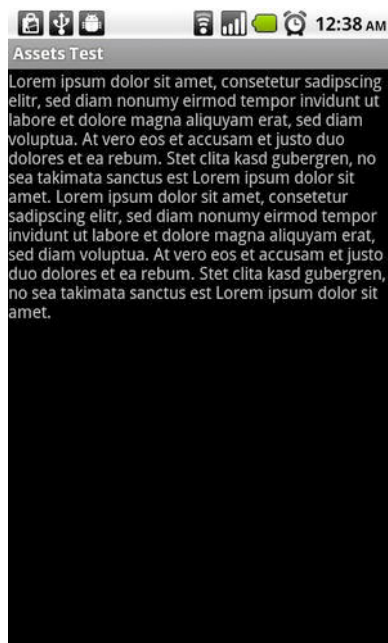 12:38 AM
Assets Test
Lorem ipsum dolor sit amet, consetetur sadipscing
elitr, sed diam nonumy eirmod tempor invidunt ut
labore et dolore magna aliquyam erat, sed diam
voluptua. At vero eos et accusam et justo duo
dolores et ea rebum. Stet clita kasd gubergren, no
sea takimata sanctus est Lorem ipsum dolor sit
amet. Lorem ipsum dolor sit amet, consetetur
sadipscing elitr, sed diam nonumy eirmod tempor
invidunt ut labore et dolore magna aliquyam erat,
sed diam voluptua. At vero eos et accusam et justo
duo dolores et ea rebum. Stet clita kasd gubergren,
no sea takimata sanctus est Lorem ipsum dolor sit
amet.